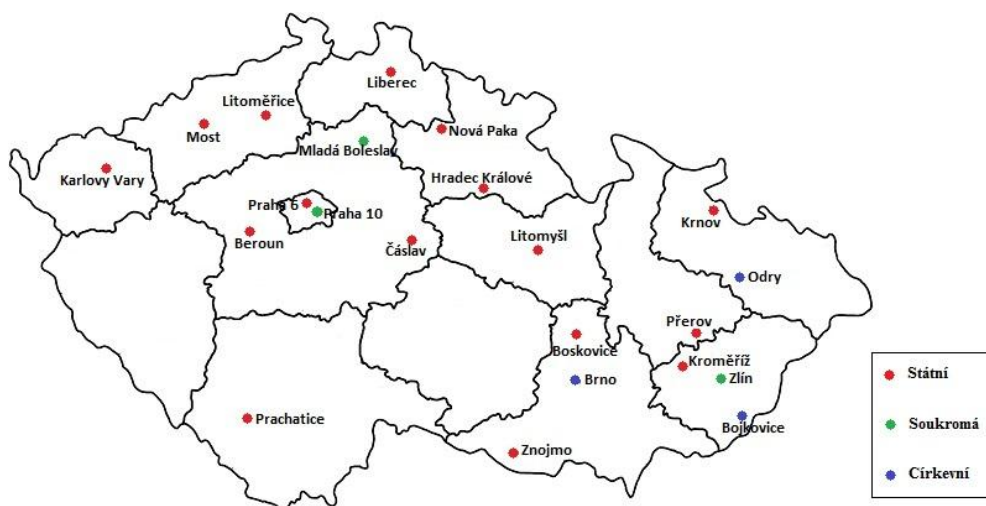 Liberec
Litoměřice
Most
Nová Paka
Mladá Boleslav
Karlovy Vary
Hradec Králové
Praha 6
Praha 10
Krnov
Beroun
Čáslav
Litomyšl
Odry
Přerov
Boskovice
Kroměříž
Státní
Brno
Zlín
Prachatice
Soukromá
Bojkovice
Znojmo
Církevní